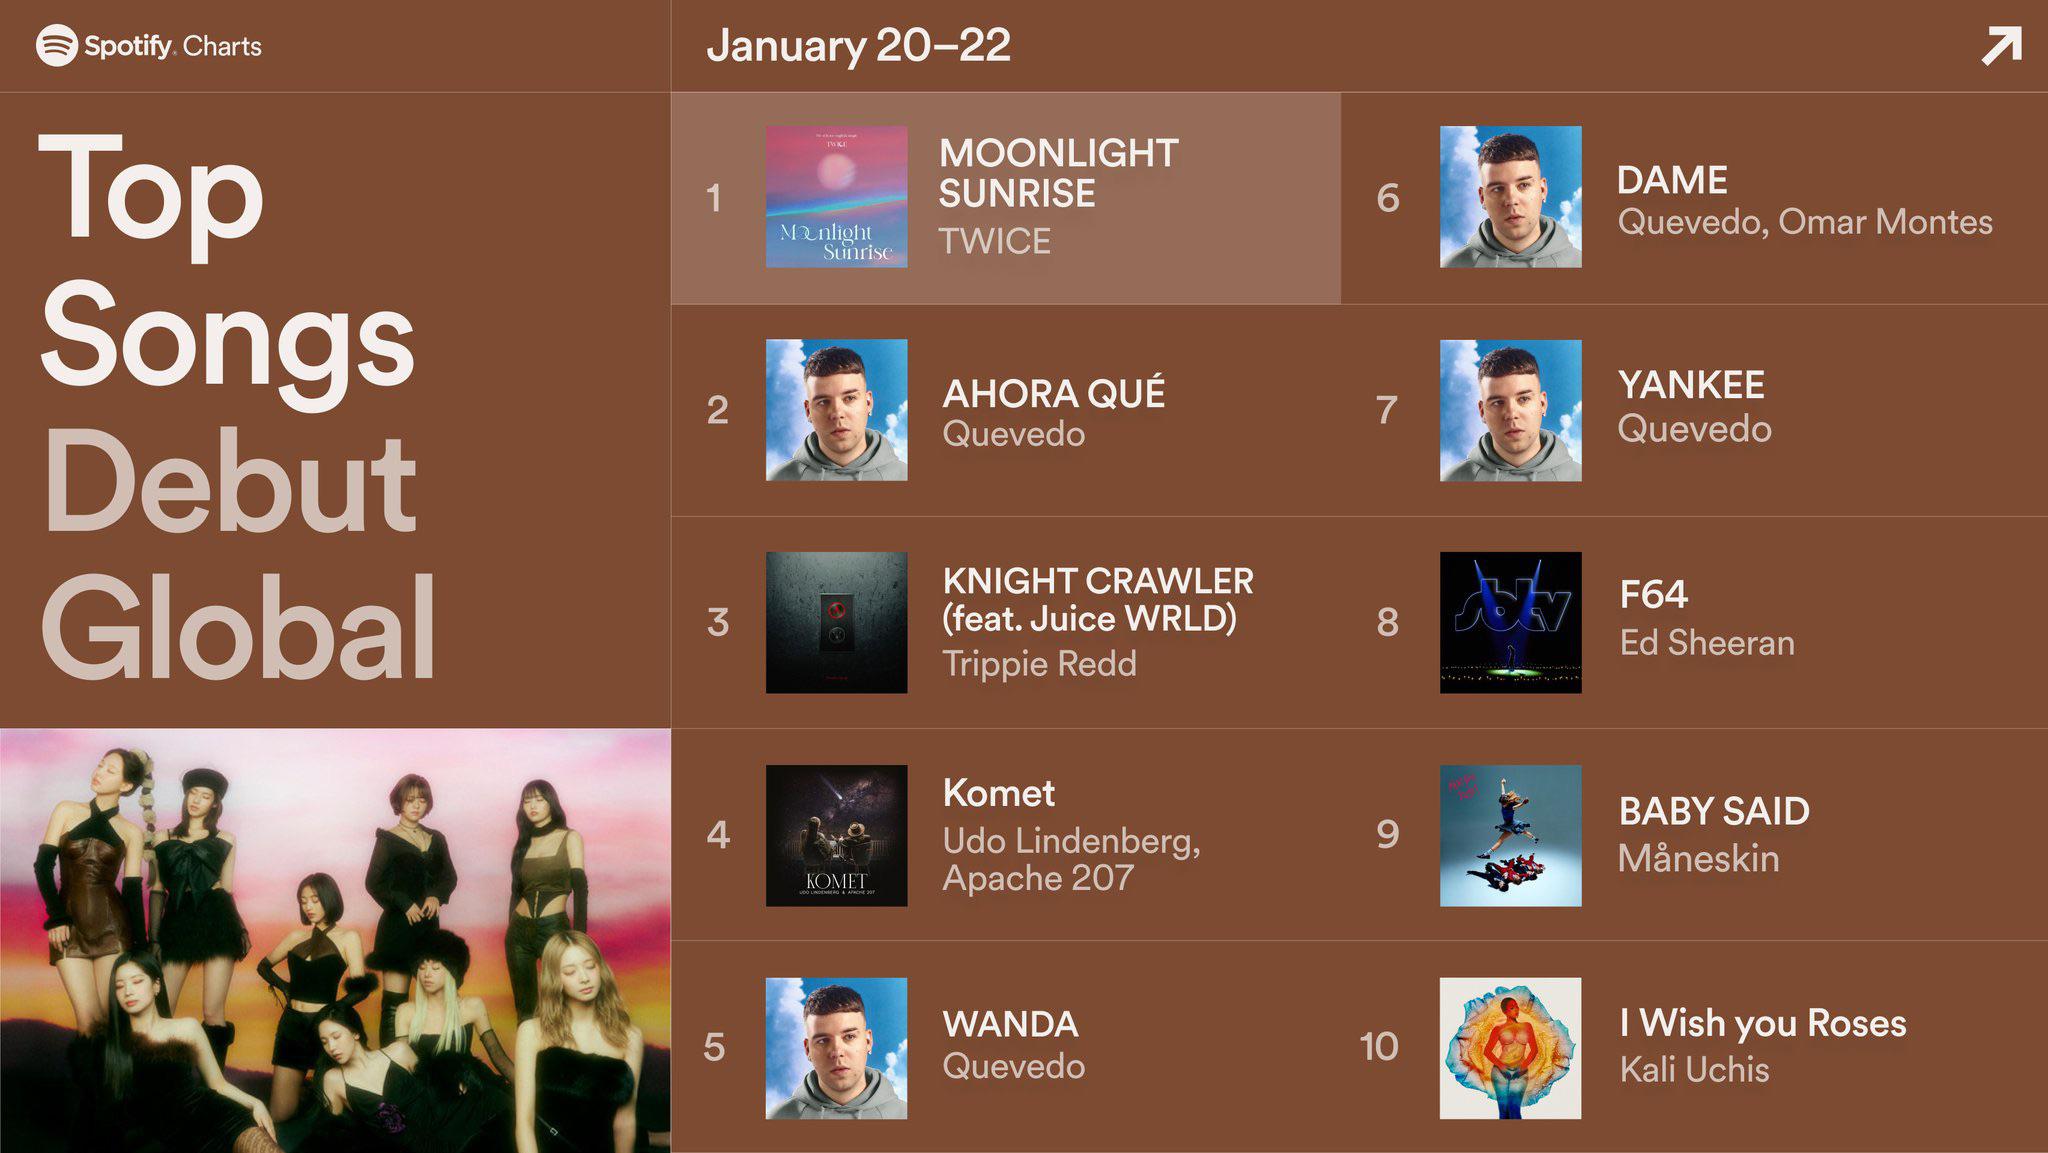 Spotify Charts
January 20–22
Top
Songs
Debut
Global
1
TWICE
Moonlight
Sunrise
MOONLIGHT
SUNRISE
TWICE
2
AHORA QUÉ
Quevedo
3
KNIGHT CRAWLER
(feat. Juice WRLD)
Trippie Redd
4
KOMET
UDO LINDENBERG & APACHE 207
Komet
Udo Lindenberg,
Apache 207
5
WANDA
Quevedo
6
DAME
Quevedo, Omar Montes
7
YANKEE
Quevedo
8
sbtv
F64
Ed Sheeran
9
BABY SAID
Måneskin
10
I Wish you Roses
Kali Uchis